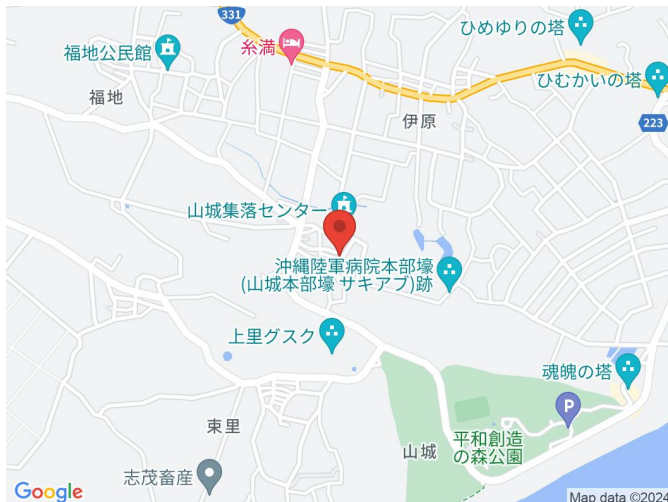 331
ひめゆりの塔
福地公民館
糸満
ひむかいの塔
福地
伊原
223
山城集落センター
沖縄陸軍病院本部壕
(山城本部壕 サキアブ)跡
上里グスク
魂魄の塔
P
束里
山城
平和創造
の森公園
志茂畜産
Google
Map data ©2024